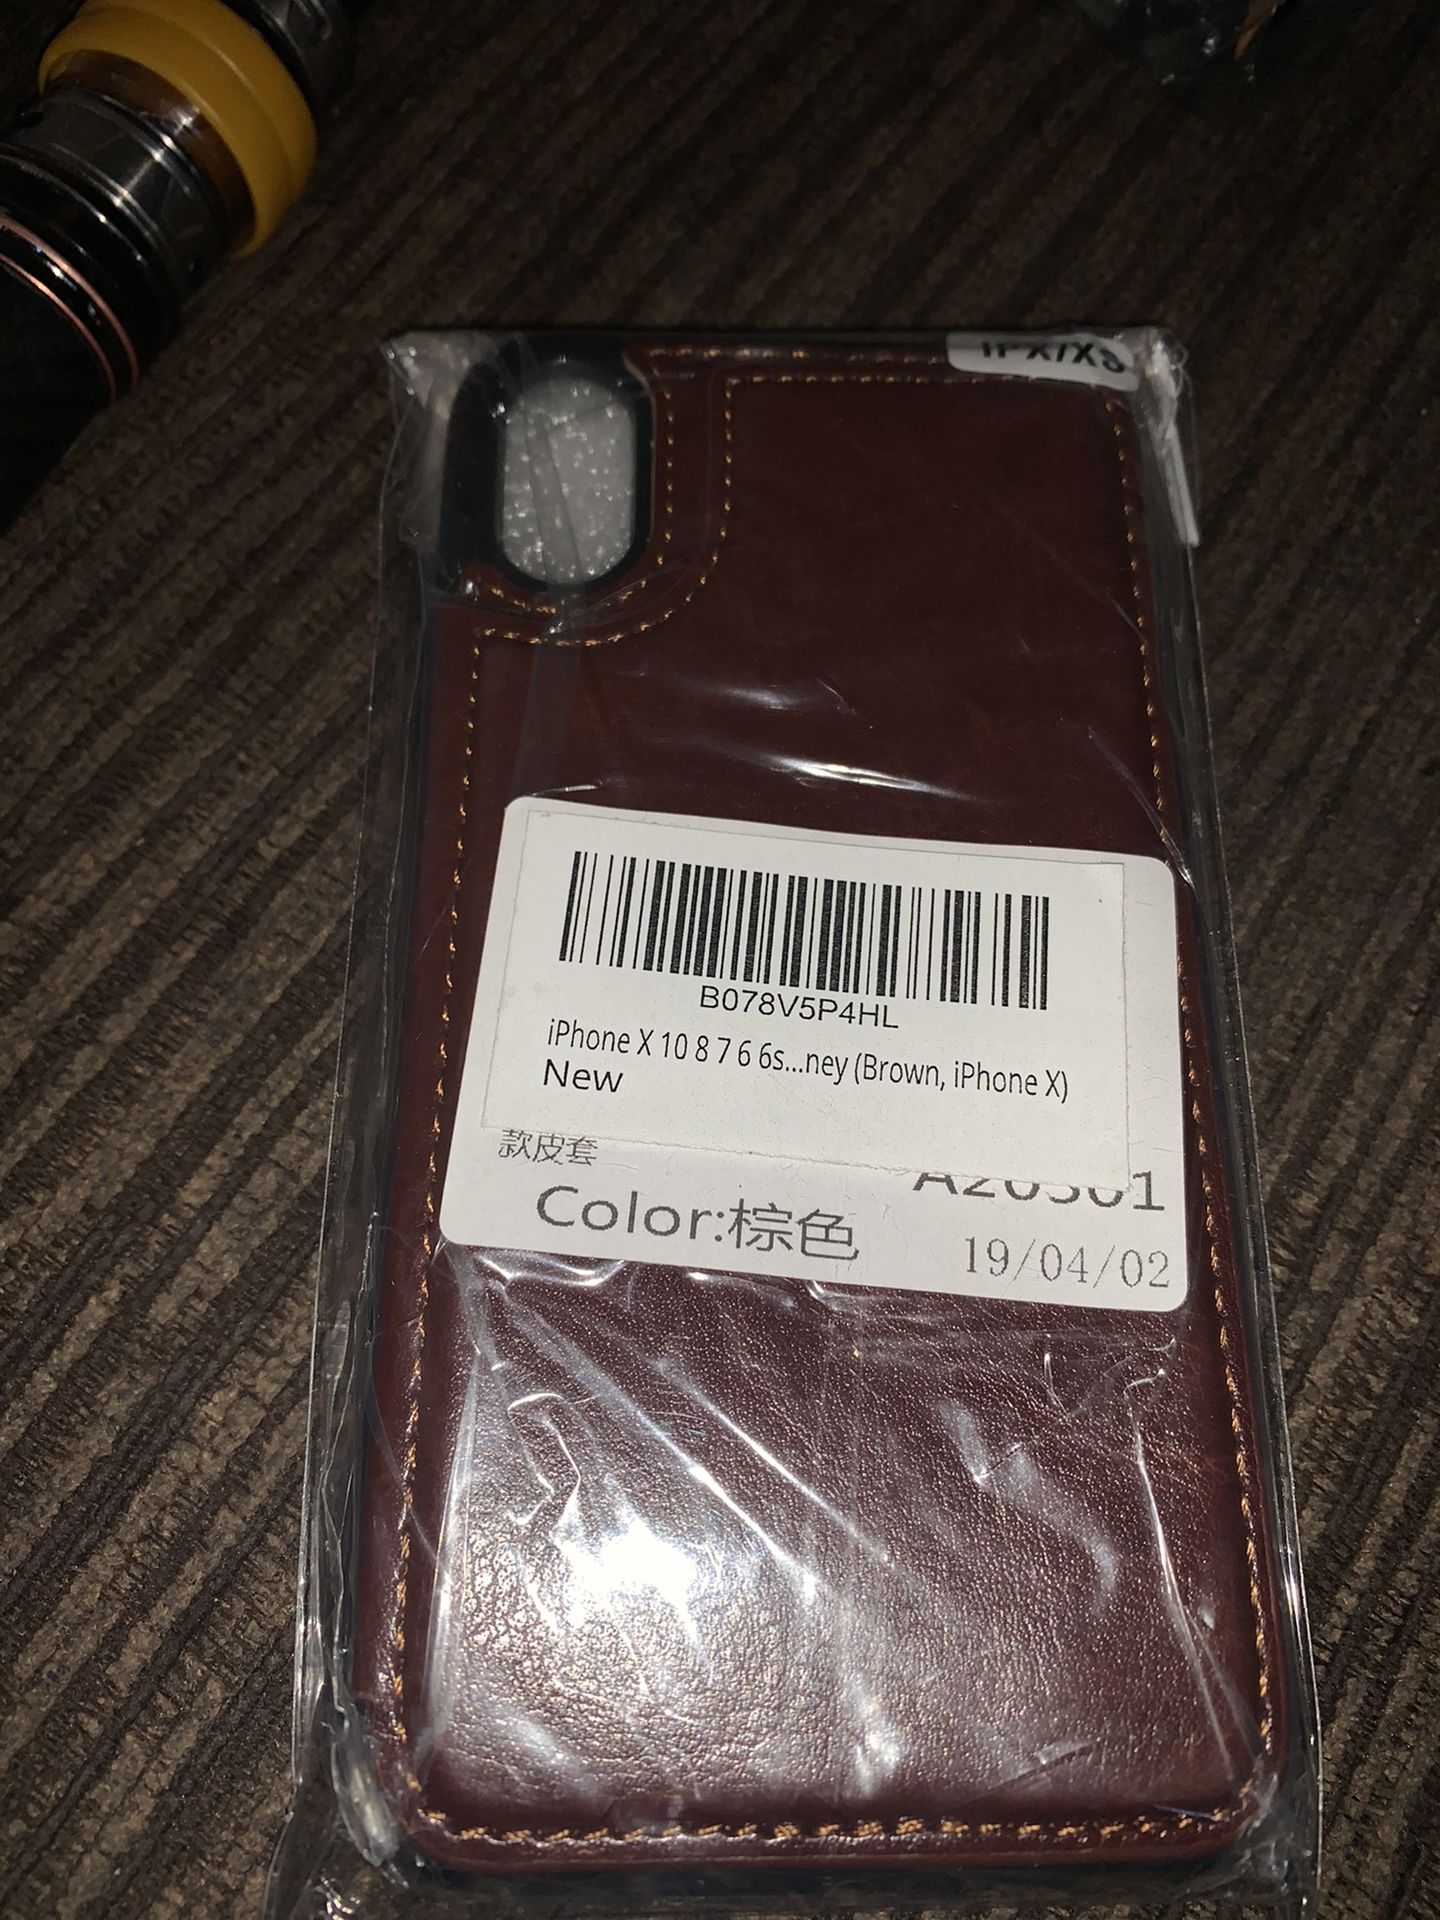 iPX/XS
B078V5P4HL
iPhone X 10 8 7 6 6s...ney (Brown, iPhone X)
New
款皮套
A20301
Color:棕色
19/04/02